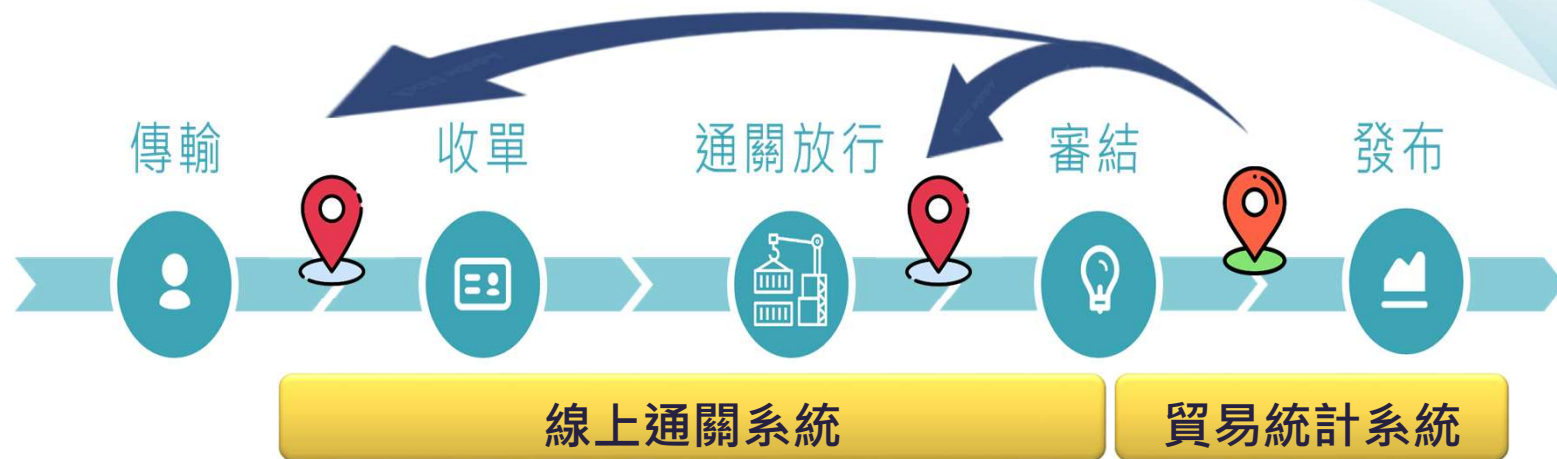 傳輸
收單
通關放行
審結
發布
線上通關系統
貿易統計系統